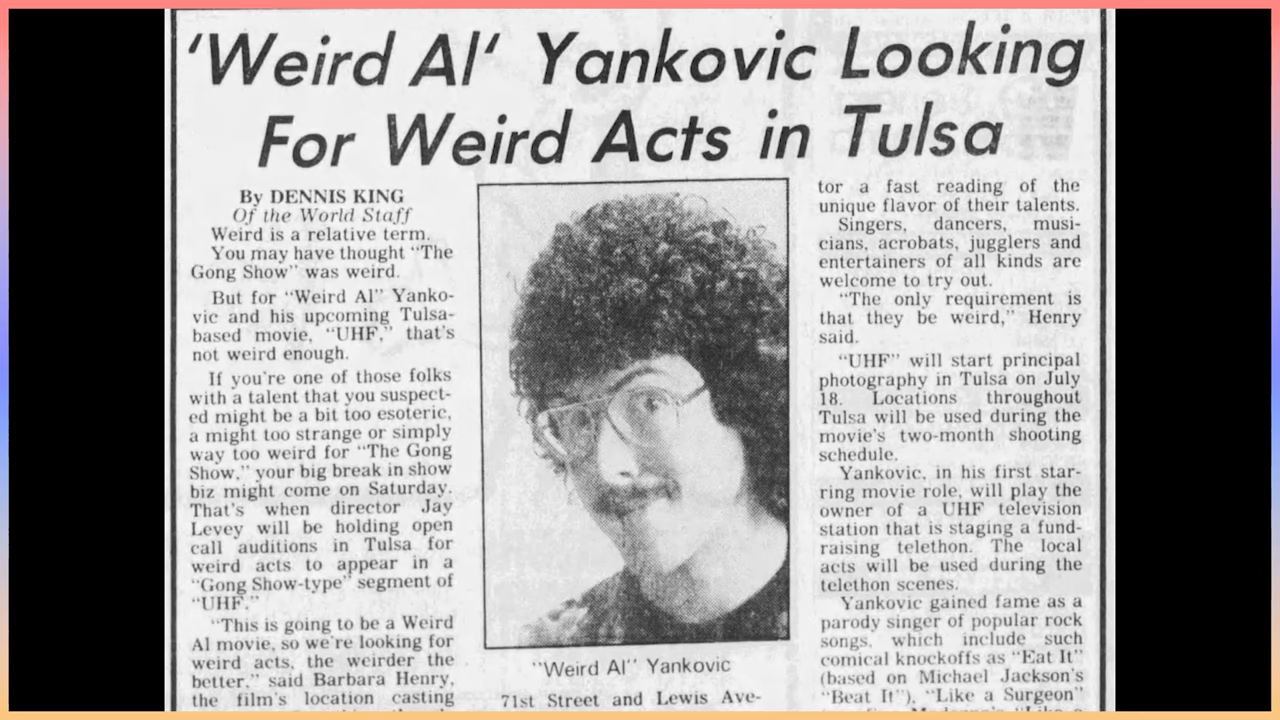 'Weird Al' Yankovic Looking
For Weird Acts in Tulsa
By DENNIS KING
Of the World Staff
Weird is a relative term.
You may have thought "The
Gong Show" was weird.
But for "Weird Al" Yanko-
vic and his upcoming Tulsa-
based movie, "UHF," that's
not weird enough.
If you're one of those folks
with a talent that you suspect-
ed might be a bit too esoteric,
a might too strange or simply
way too weird for "The Gong
Show," your big break in show
biz might come on Saturday.
That's when director Jay
Levey will be holding open
call auditions in Tulsa for
weird acts to appear in a
"Gong Show-type" segment of
"UHF."
"This is going to be a Weird
Al movie, so we're looking for
weird acts, the weirder the
better," said Barbara Henry,
the film's location casting
"Weird Al" Yankovic
71st Street and Lewis Ave-
tor a fast reading of the
unique flavor of their talents.
Singers, dancers, musi-
cians, acrobats, jugglers and
entertainers of all kinds are
welcome to try out.
"The only requirement is
that they be weird," Henry
said.
"UHF" will start principal
photography in Tulsa on July
18. Locations throughout
Tulsa will be used during the
movie's two-month shooting
schedule.
Yankovic, in his first star-
ring movie role, will play the
owner of a UHF television
station that is staging a fund-
raising telethon. The local
acts will be used during the
telethon scenes.
Yankovic gained fame as a
parody singer of popular rock
songs, which include such
comical knockoffs as "Eat It"
(based on Michael Jackson's
"Beat It"), "Like a Surgeon"